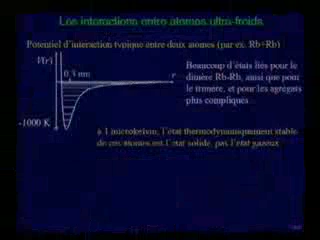 Les interactions entre atomes ultra-froids
Potentiel d'interaction typique entre deux atomes (par ex. Rb+Rb)
V(r)
0.3 nm
r
Beaucoup d'états liés pour le
dimère Rb-Rb, ainsi que pour
le trimère, et pour les agrégats
plus compliqués
-1000 K
à 1 microkelvin, l'état thermodynamiquement stable
de ces atomes est l'état solide, pas l'état gazeux